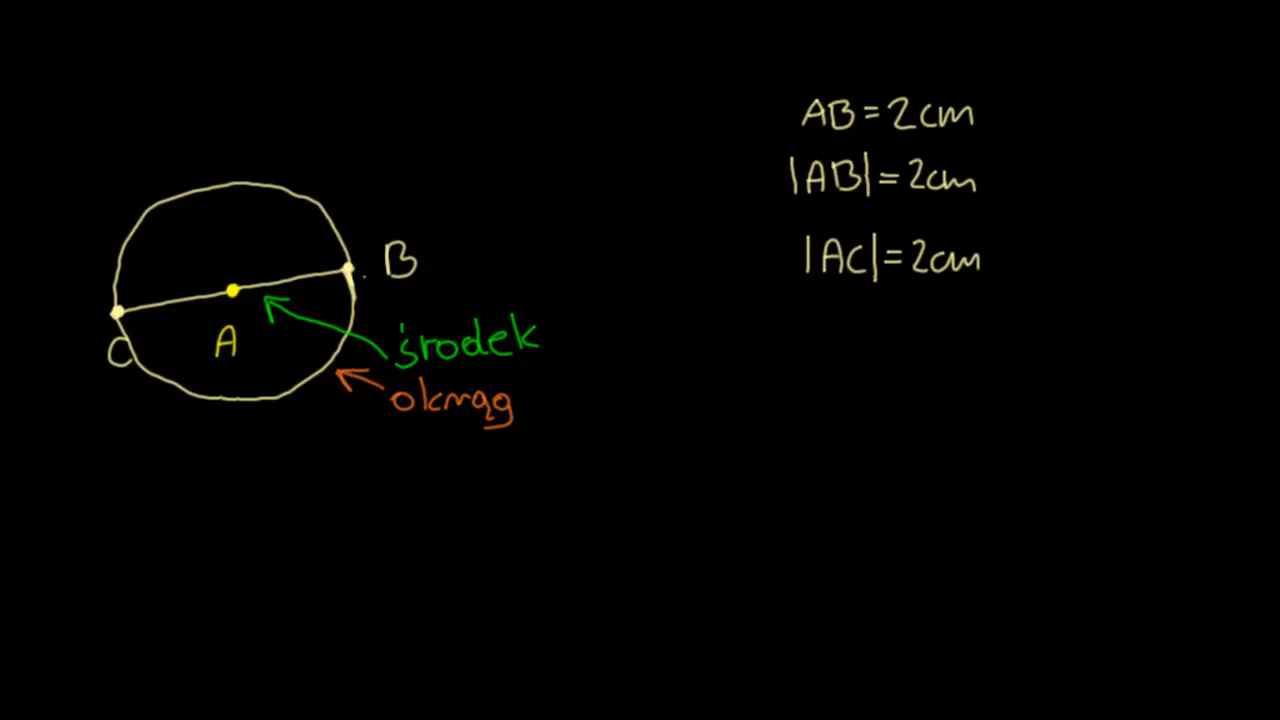 AB = 2cm
|AB| = 2cm
|AC| = 2cm
B
C
A
środek
okrąg